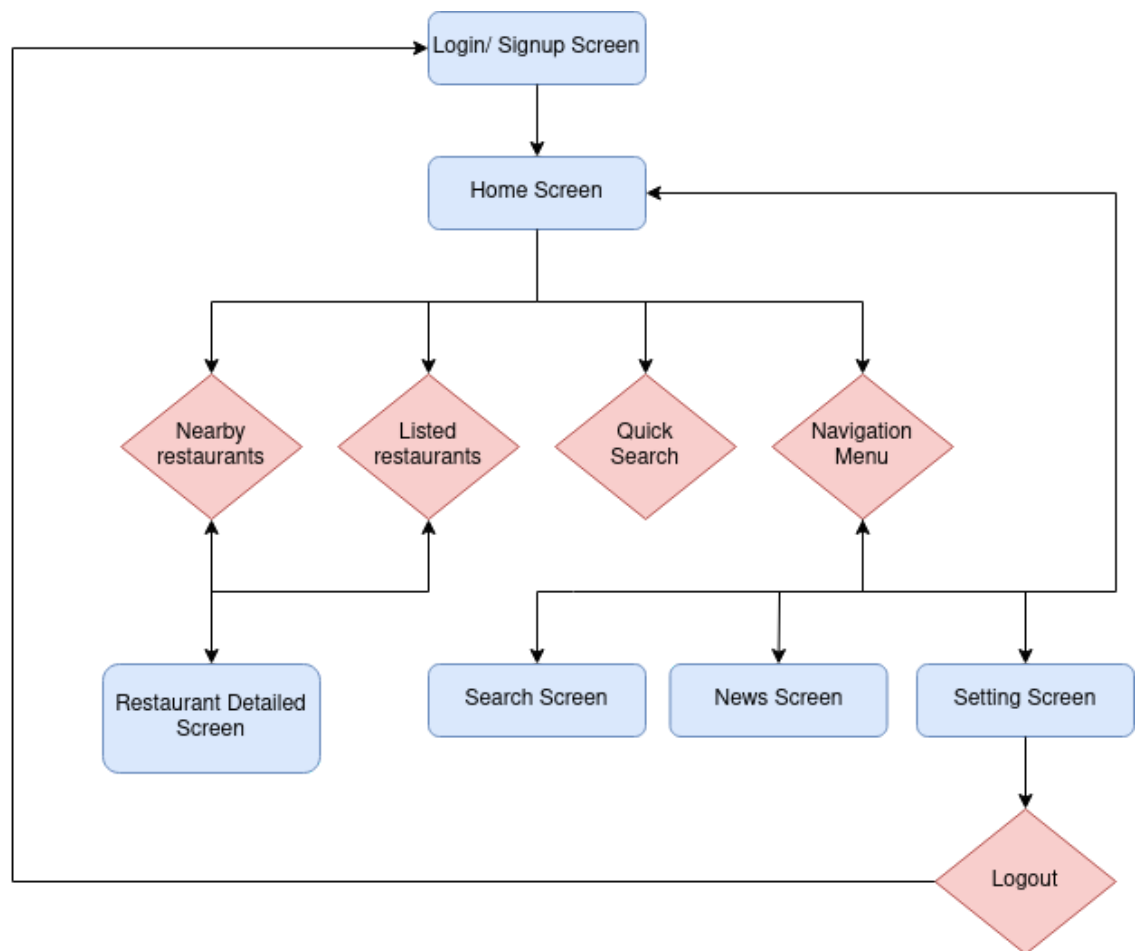 Login/ Signup Screen
Home Screen
Nearby
restaurants
Listed
restaurants
Quick
Search
Navigation
Menu
Restaurant Detailed
Screen
Search Screen
News Screen
Setting Screen
Logout